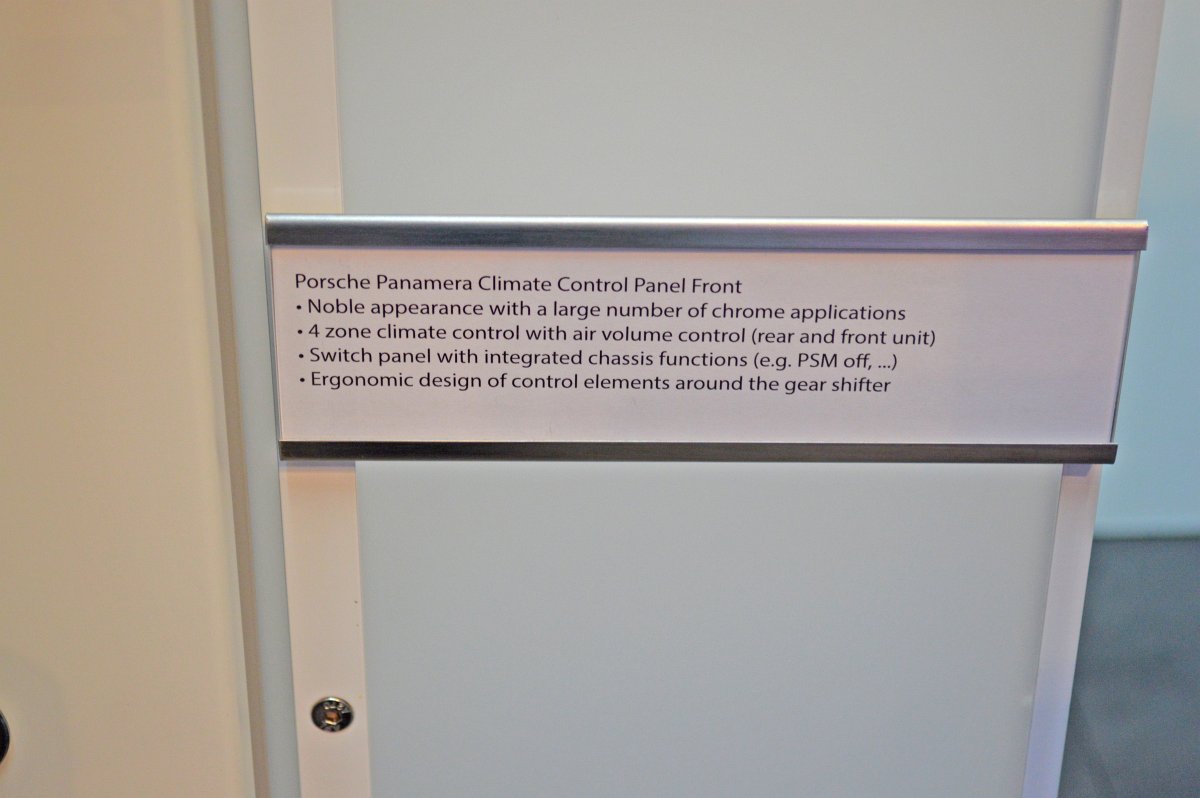 Porsche Panamera Climate Control Panel Front
• Noble appearance with a large number of chrome applications
• 4 zone climate control with air volume control (rear and front unit)
• Switch panel with integrated chassis functions (e.g. PSM off, ...)
• Ergonomic design of control elements around the gear shifter